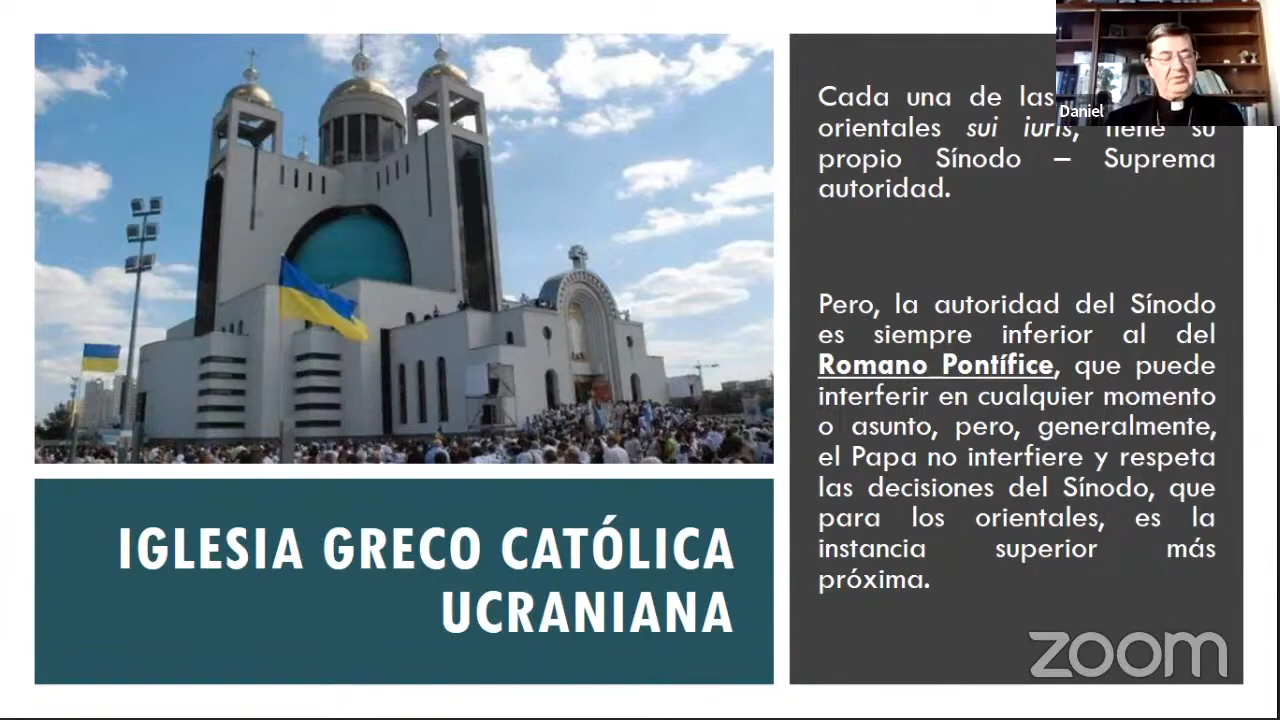 Cada una de las
orientales sui iuris, tiene su
propio Sínodo – Suprema
autoridad.
Pero, la autoridad del Sínodo
es siempre inferior al del
Romano Pontífice, que puede
interferir en cualquier momento
o asunto, pero, generalmente,
el Papa no interfiere y respeta
las decisiones del Sínodo, que
para los orientales, es la
instancia superior más
próxima.
IGLESIA GRECO CATÓLICA
UCRANIANA
Daniel
zoom